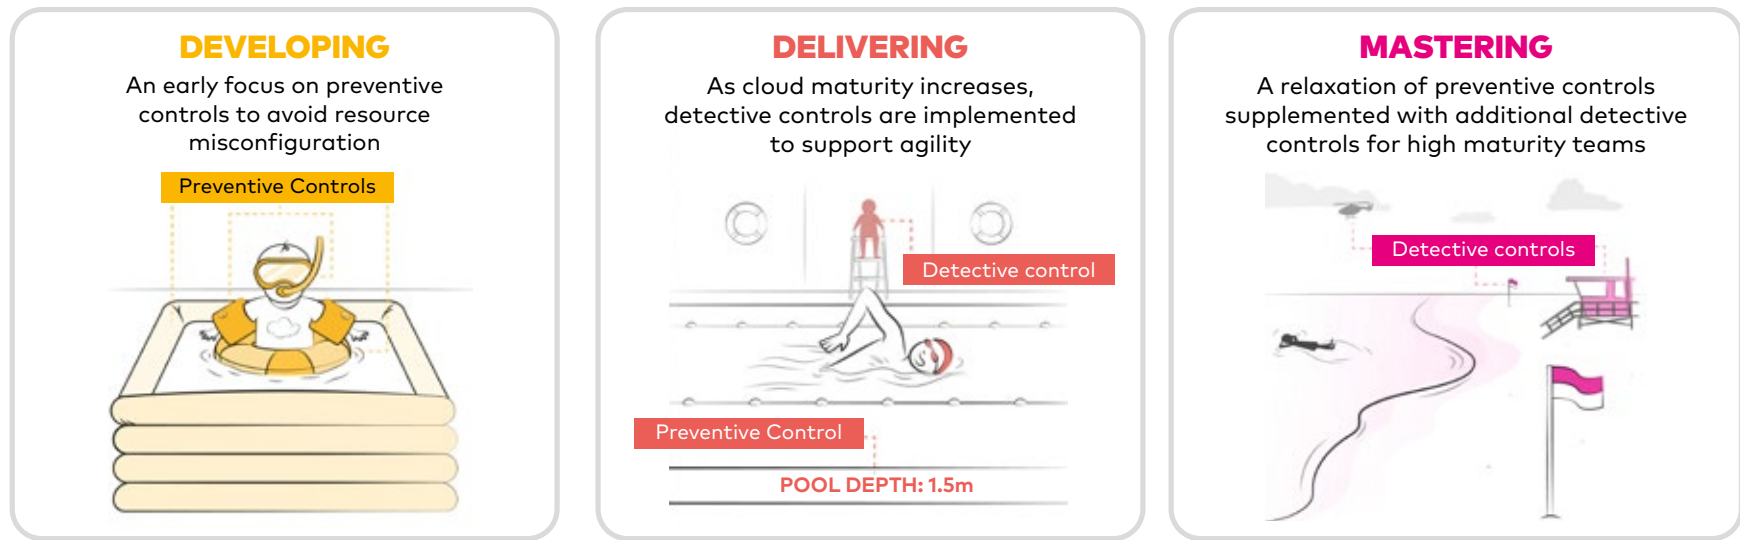 DEVELOPING
An early focus on preventive
controls to avoid resource
misconfiguration
Preventive Controls
DELIVERING
As cloud maturity increases,
detective controls are implemented
to support agility
Detective control
Preventive Control
POOL DEPTH: 1.5m
MASTERING
A relaxation of preventive controls
supplemented with additional detective
controls for high maturity teams
Detective controls